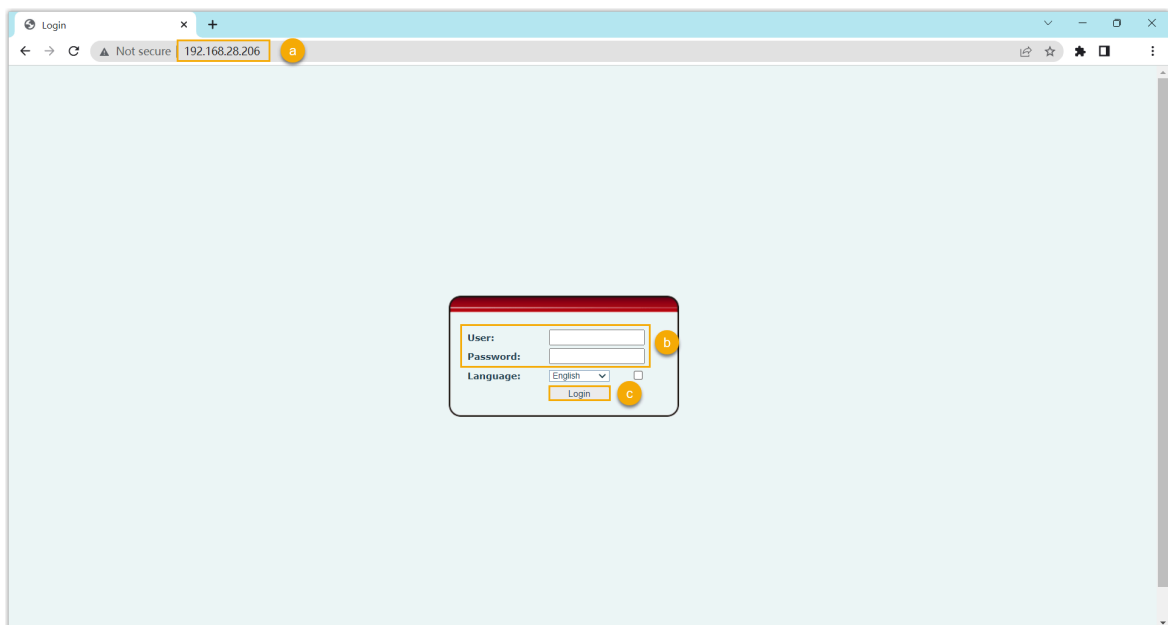 Login
Not secure 192.168.28.206 a
User:
Password:
b
Language: English
Login c